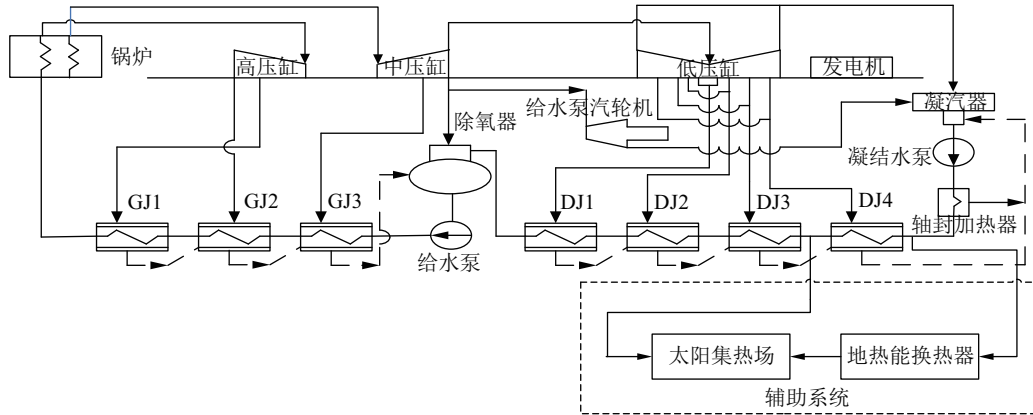 锅炉
高压缸
中压缸
低压缸
发电机
给水泵汽轮机
凝汽器
除氧器
凝结水泵
GJ1
GJ2
GJ3
DJ1
DJ2
DJ3
DJ4
轴封加热器
给水泵
太阳集热场
地热能换热器
辅助系统